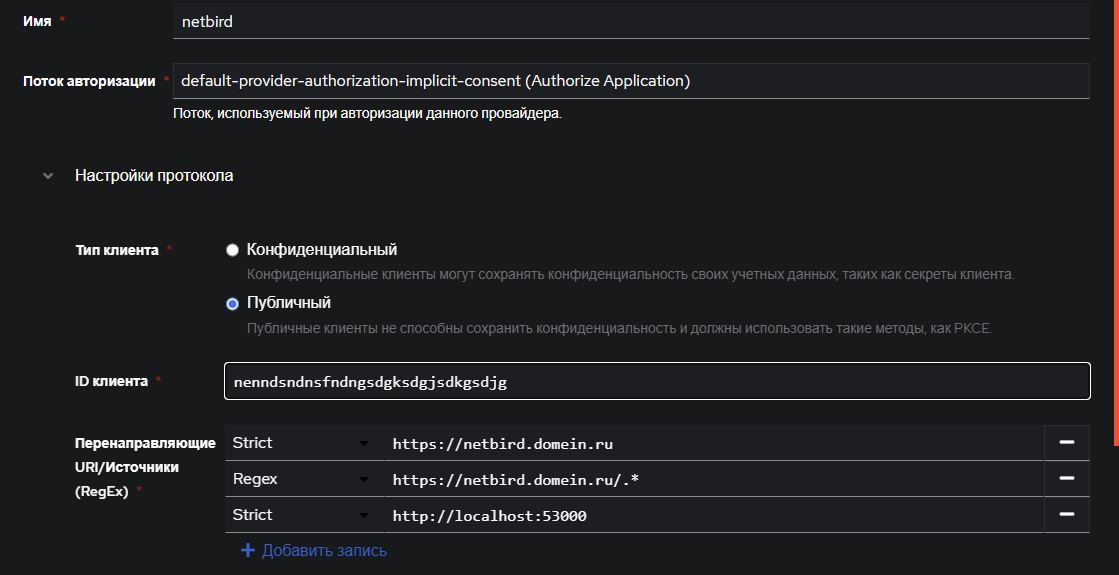 Имя *
netbird
Поток авторизации *
default-provider-authorization-implicit-consent (Authorize Application)
Поток, используемый при авторизации данного провайдера.
Настройки протокола
Тип клиента *
Конфиденциальный
Конфиденциальные клиенты могут сохранять конфиденциальность своих учетных данных, таких как секреты клиента.
Публичный
Публичные клиенты не способны сохранить конфиденциальность и должны использовать такие методы, как PKCE.
ID клиента *
nenndsndnsfndngsdgksdgjsdkgsdjg
Перенаправляющие
URI/Источники
(RegEx) *
Strict https://netbird.domein.ru
Regex https://netbird.domein.ru/.*
Strict http://localhost:53000
+ Добавить запись